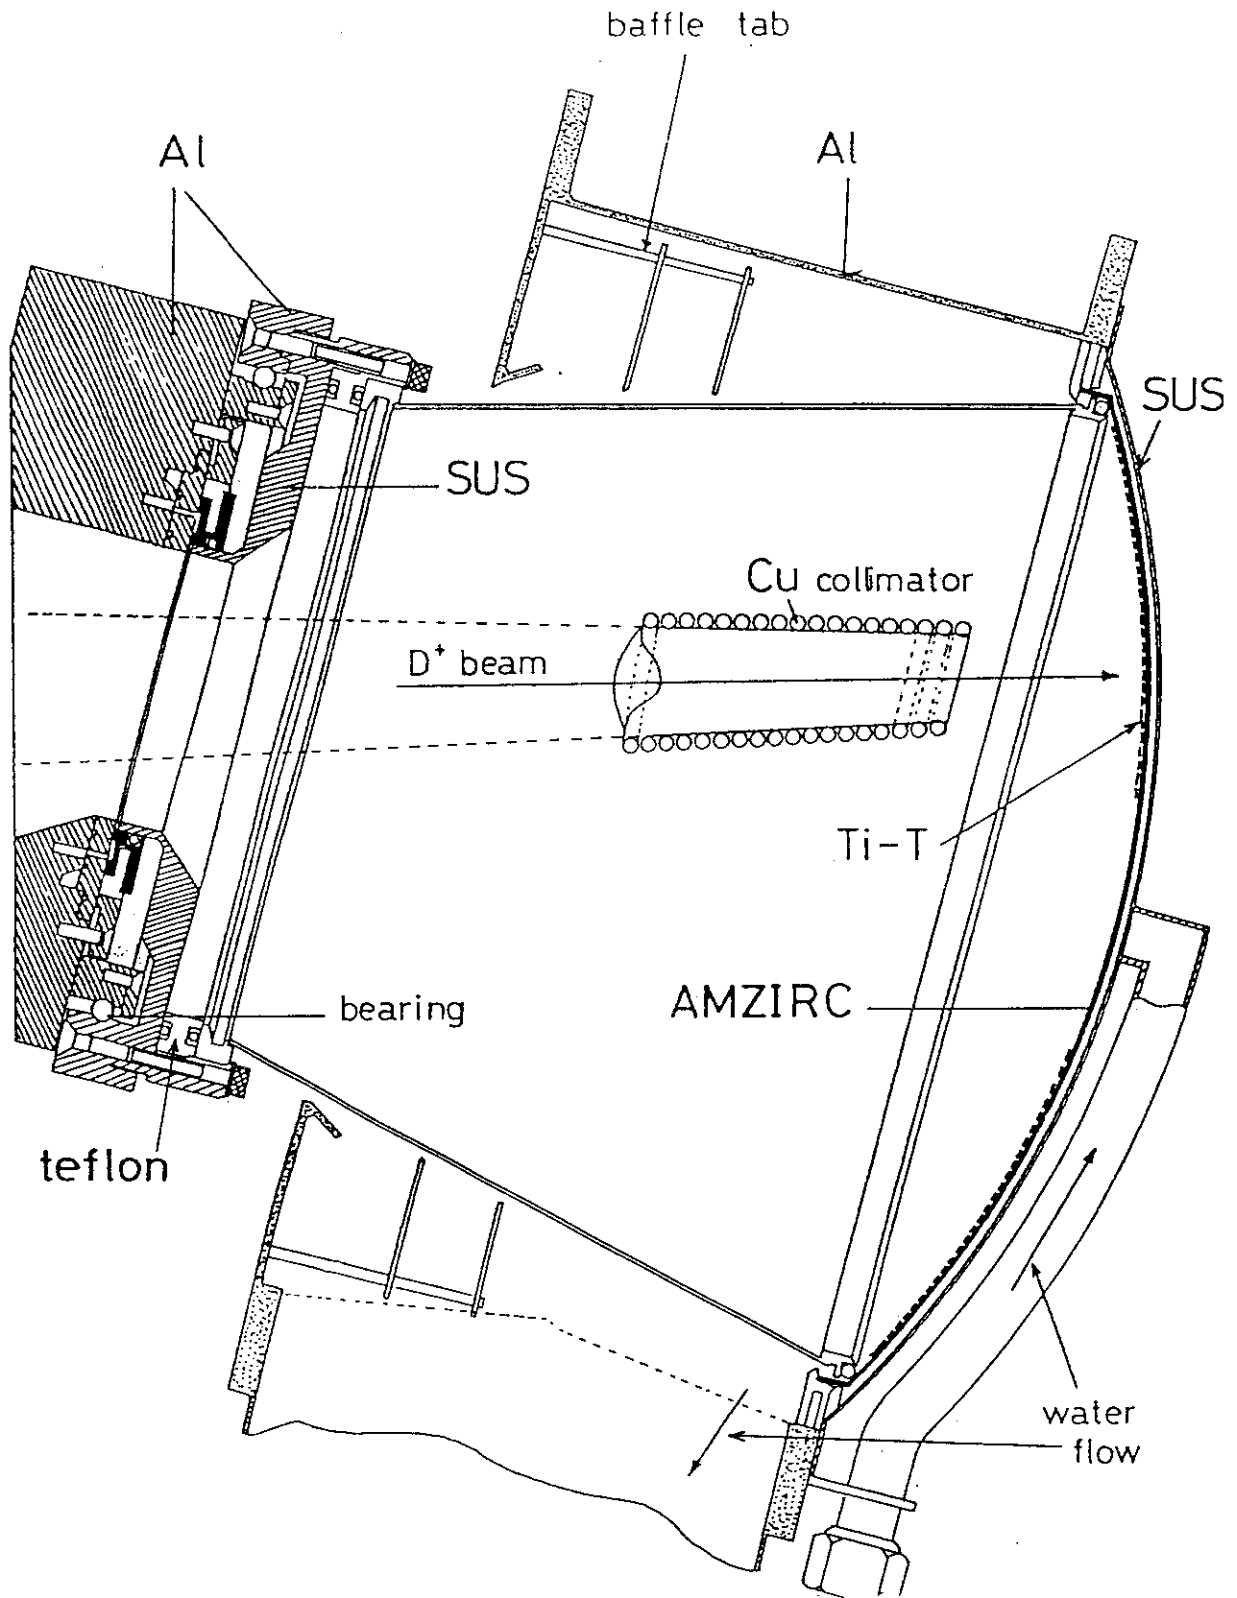 baffle tab
Al
Al
SUS
SUS
Cu collimator
D⁺ beam
Ti-T
AMZIRC
bearing
teflon
water
flow